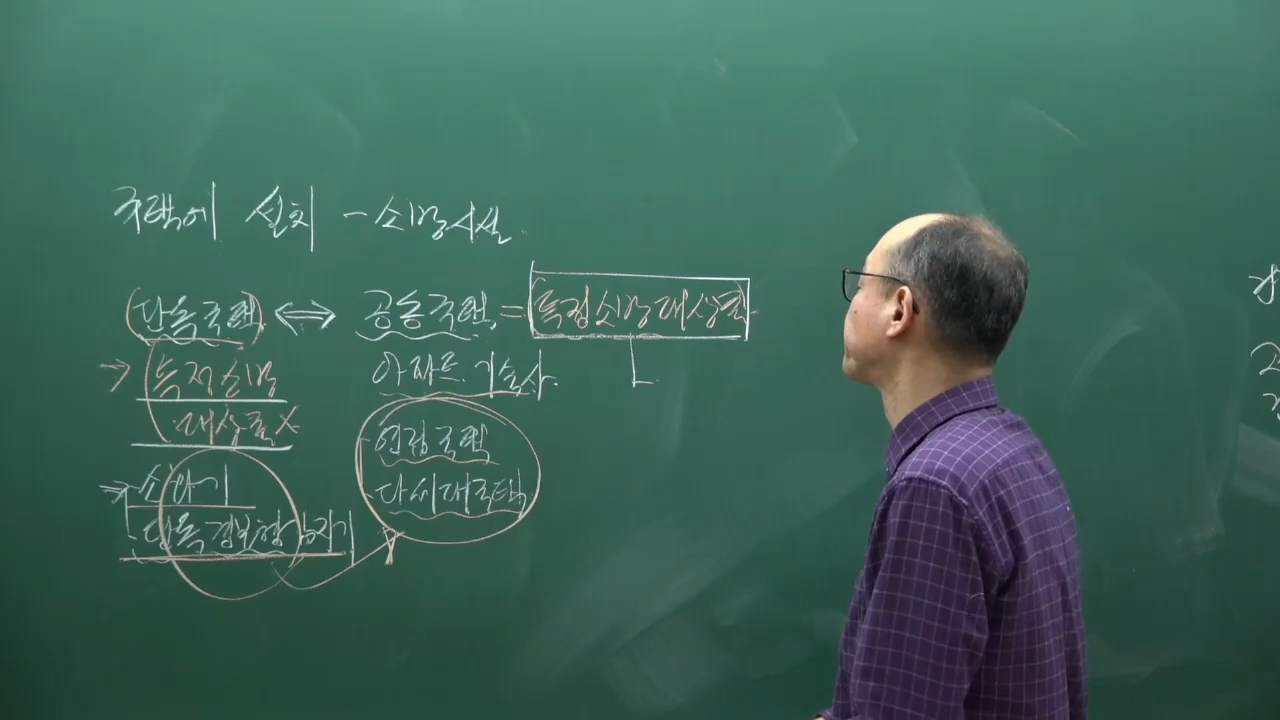 주택에 설치 - 소방시설.
(단독주택) ⇔ 공동주택 = 특정소방대상물
→ 특정소방
대상물 X
아파트. 기숙사.
연립주택
다세대주택
→ 소화기
단독경보형감지기